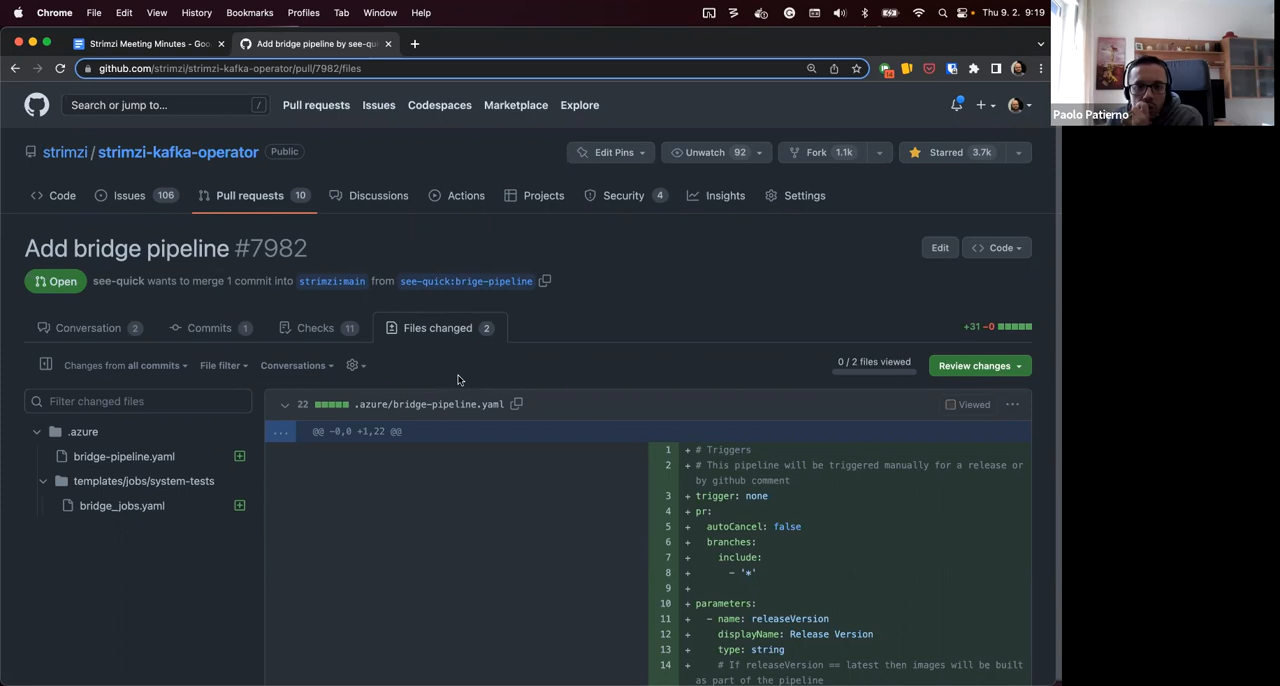 Chrome File Edit View History Bookmarks Profiles Tab Window Help Thu 9. 2. 9:19
Strimzi Meeting Minutes - Goo Add bridge pipeline by see-qui
github.com/strimzi/strimzi-kafka-operator/pull/7982/files 14
Paolo Patierno
Search or jump to... / Pull requests Issues Codespaces Marketplace Explore
strimzi / strimzi-kafka-operator Public Edit Pins Unwatch 92 Fork 1.1k Starred 3.7k
Code Issues 106 Pull requests 10 Discussions Actions Projects Security 4 Insights Settings
Add bridge pipeline #7982 Edit Code
Open see-quick wants to merge 1 commit into strimzi:main from see-quick:brige-pipeline
Conversation 2 Commits 1 Checks 11 Files changed 2 +31 −0
Changes from all commits File filter Conversations 0 / 2 files viewed Review changes
Filter changed files 22 .azure/bridge-pipeline.yaml Viewed ...
.azure ... @@ -0,0 +1,22 @@
bridge-pipeline.yaml
templates/jobs/system-tests
bridge_jobs.yaml
1 + # Triggers
2 + # This pipeline will be triggered manually for a release or
by github comment
3 + trigger: none
4 + pr:
5 + autoCancel: false
6 + branches:
7 + include:
8 + - '*'
9 +
10 + parameters:
11 + - name: releaseVersion
12 + displayName: Release Version
13 + type: string
14 + # If releaseVersion == latest then images will be built
as part of the pipeline